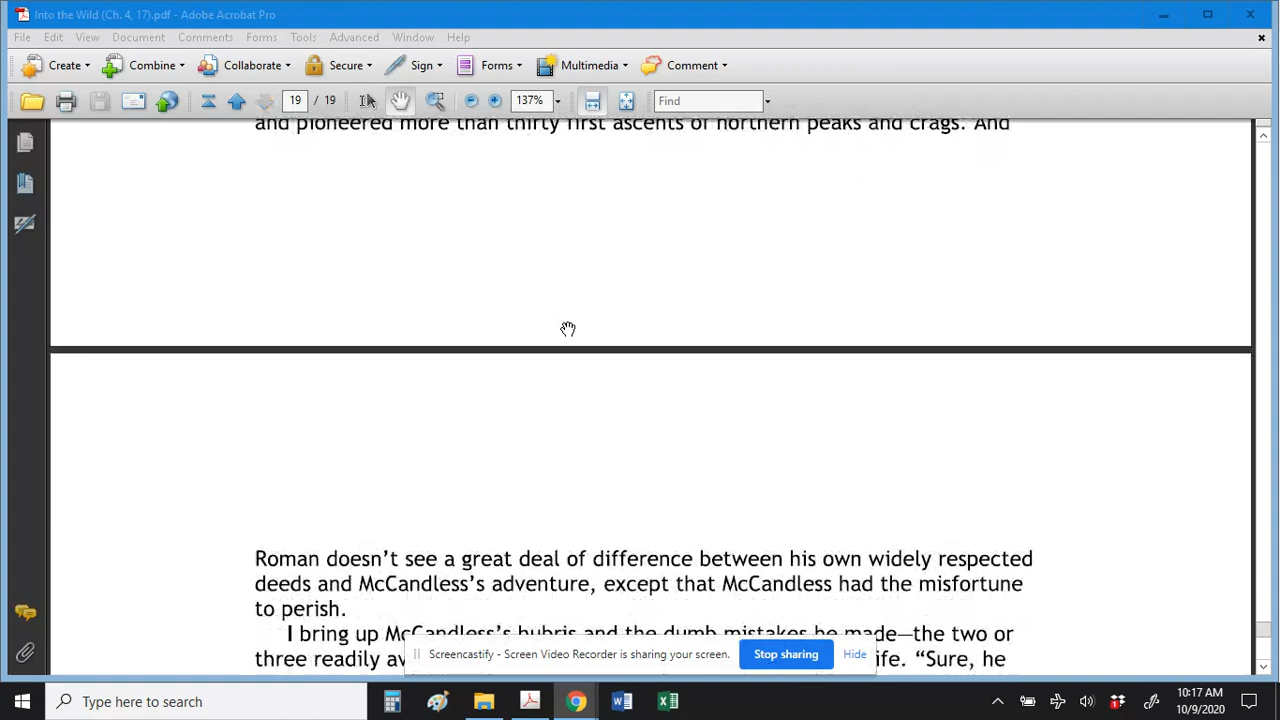 Into the Wild (Ch. 4, 17).pdf - Adobe Acrobat Pro
File Edit View Document Comments Forms Tools Advanced Window Help
Create Combine Collaborate Secure Sign Forms Multimedia Comment
19 / 19 137% Find
and pioneered more than thirty first ascents of northern peaks and crags. And
Roman doesn’t see a great deal of difference between his own widely respected
deeds and McCandless’s adventure, except that McCandless had the misfortune
to perish.
I bring up McCandless’s hubris and the dumb mistakes he made—the two or
three readily life. “Sure, he
Screencastify - Screen Video Recorder is sharing your screen. Stop sharing Hide
Type here to search
10:17 AM
10/9/2020